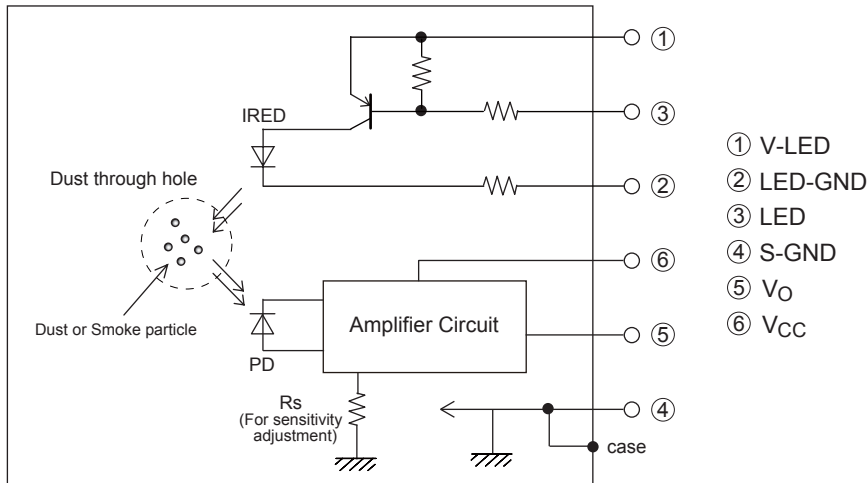 ①
IRED
③
Dust through hole
②
⑥
Amplifier Circuit
Dust or Smoke particle
⑤
PD
Rs
(For sensitivity
adjustment)
④
case
① V-LED
② LED-GND
③ LED
④ S-GND
⑤ VO
⑥ VCC